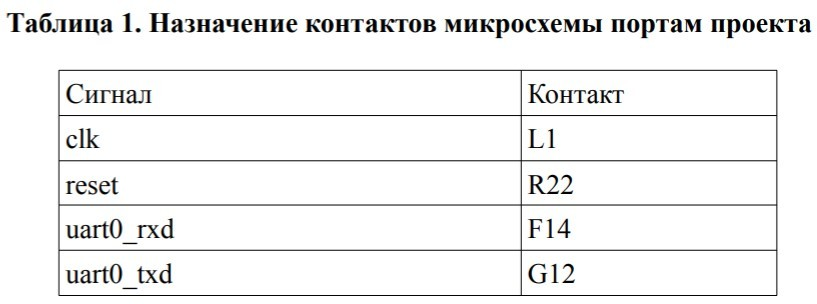 Таблица 1. Назначение контактов микросхемы портам проекта
Сигнал Контакт
clk L1
reset R22
uart0_rxd F14
uart0_txd G12